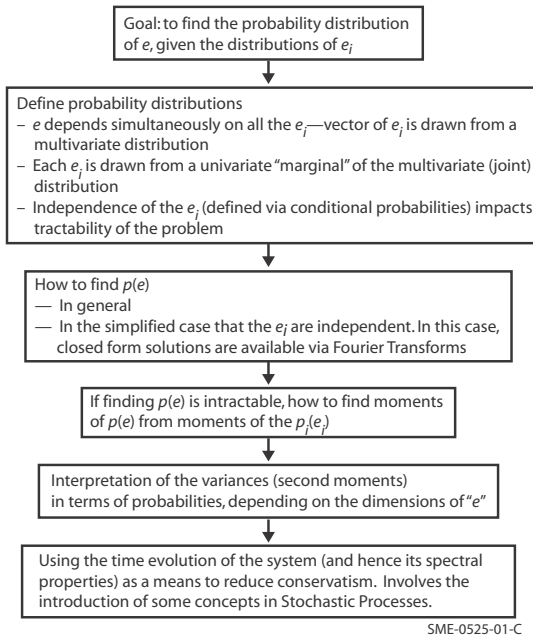 Goal: to find the probability distribution
of e, given the distributions of ei
Define probability distributions
– e depends simultaneously on all the ei—vector of ei is drawn from a
multivariate distribution
– Each ei is drawn from a univariate “marginal” of the multivariate (joint)
distribution
– Independence of the ei (defined via conditional probabilities) impacts
tractability of the problem
How to find p(e)
— In general
— In the simplified case that the ei are independent. In this case,
closed form solutions are available via Fourier Transforms
If finding p(e) is intractable, how to find moments
of p(e) from moments of the pi(ei)
Interpretation of the variances (second moments)
in terms of probabilities, depending on the dimensions of “e”
Using the time evolution of the system (and hence its spectral
properties) as a means to reduce conservatism. Involves the
introduction of some concepts in Stochastic Processes.
SME-0525-01-C